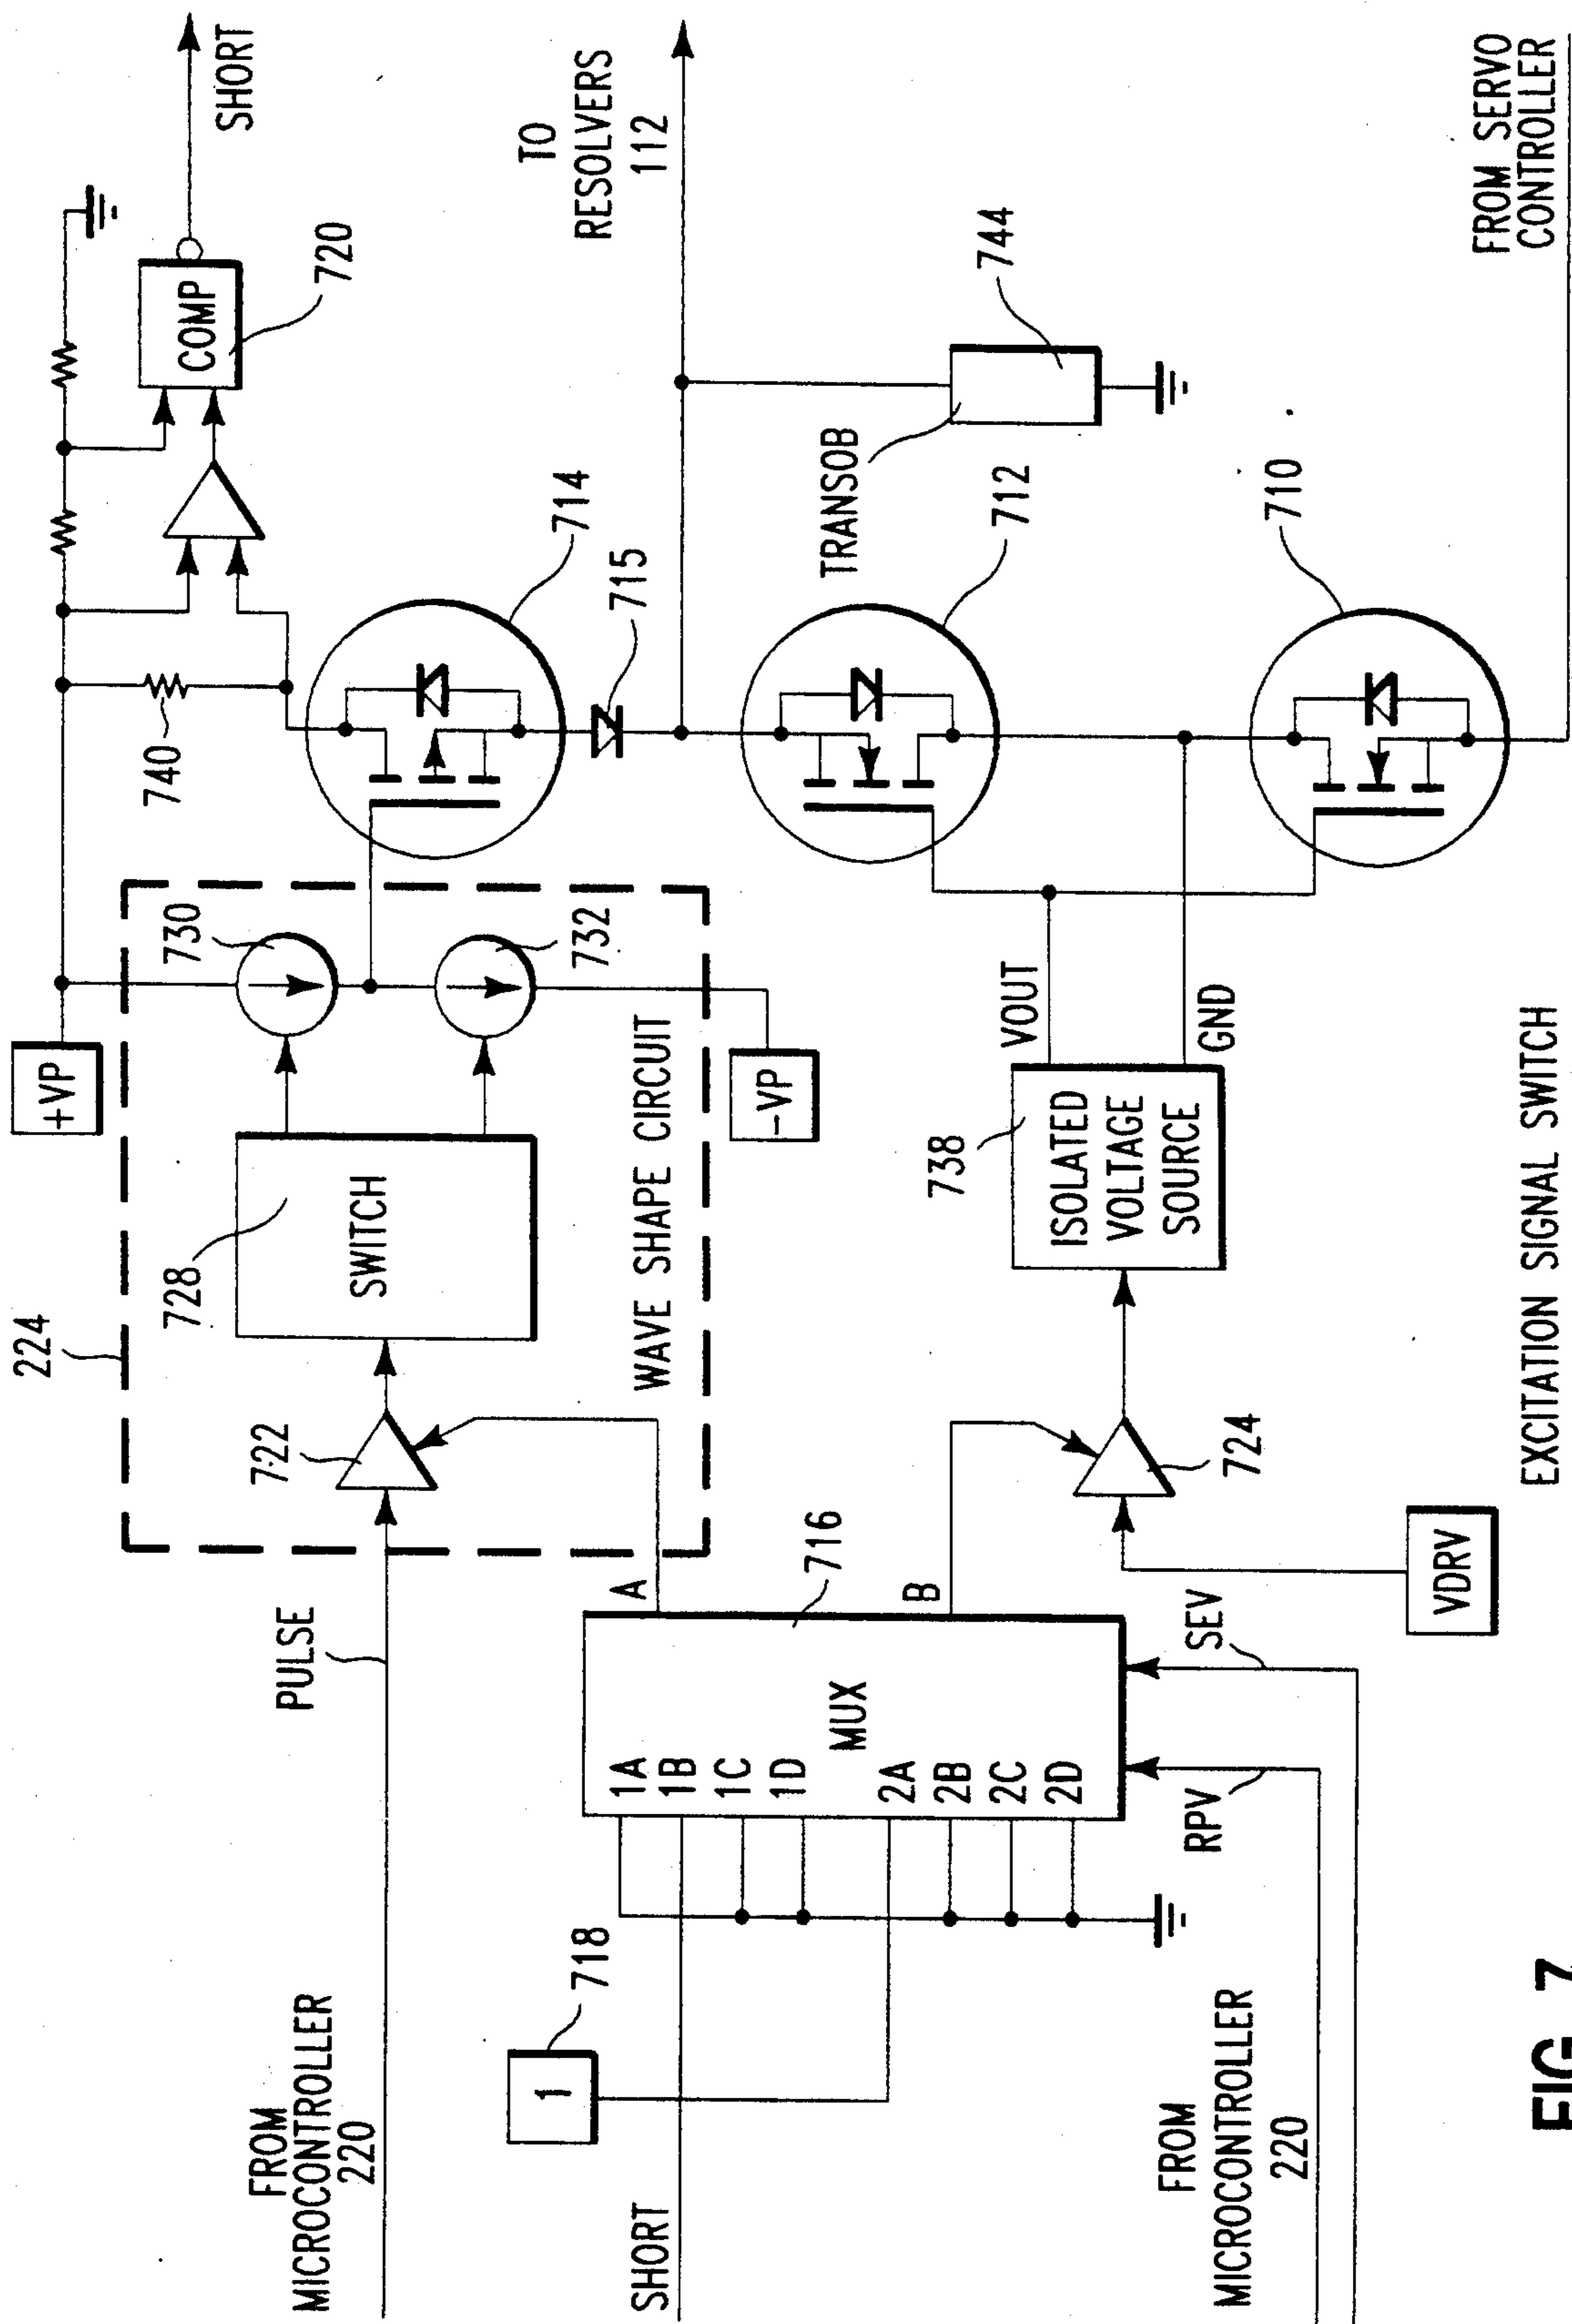 FROM
MICROCONTROLLER
220
PULSE
224
722
728
SWITCH
WAVE SHAPE CIRCUIT
730
732
+VP
-VP
740
714
715
COMP
720
SHORT
TO
RESOLVERS
112
TRANSOB
744
712
710
FROM SERVO
CONTROLLER
SHORT
1
718
1A
1B
1C
1D
2A
2B
2C
2D
MUX
A
B
716
RPV
SEV
FROM
MICROCONTROLLER
220
VDRV
724
738
ISOLATED
VOLTAGE
SOURCE
VOUT
GND
EXCITATION SIGNAL SWITCH
FIG. 7